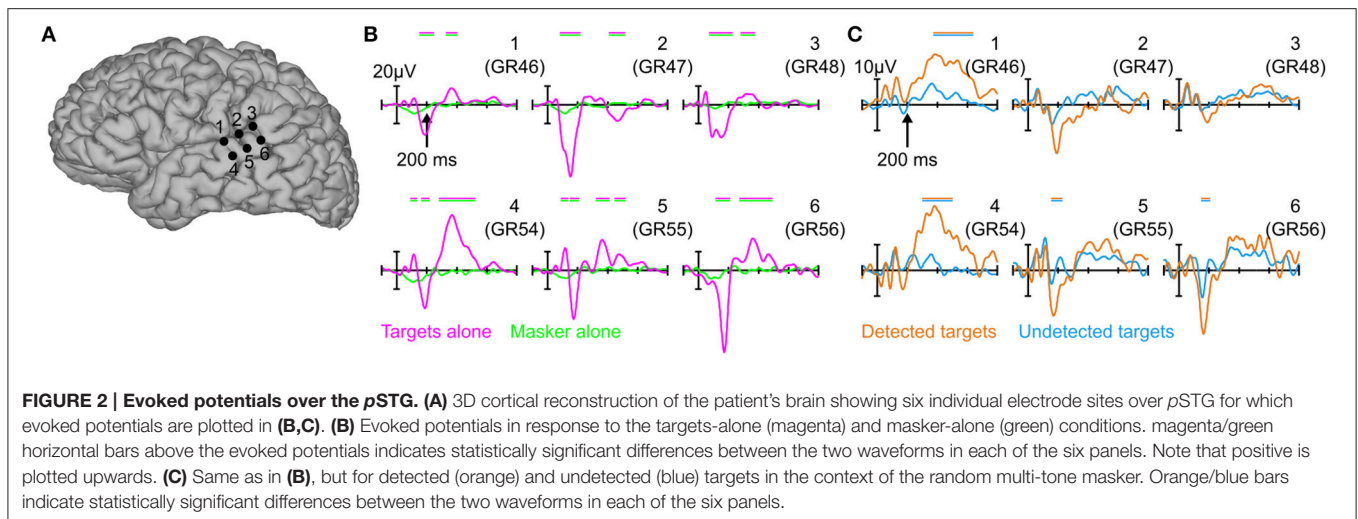 A
1
2
3
4
5
6
B
20µV
200 ms
1
(GR46)
2
(GR47)
3
(GR48)
4
(GR54)
5
(GR55)
6
(GR56)
Targets alone
Masker alone
C
10µV
200 ms
1
(GR46)
2
(GR47)
3
(GR48)
4
(GR54)
5
(GR55)
6
(GR56)
Detected targets
Undetected targets
FIGURE 2 | Evoked potentials over the pSTG. (A) 3D cortical reconstruction of the patient's brain showing six individual electrode sites over pSTG for which
evoked potentials are plotted in (B,C). (B) Evoked potentials in response to the targets-alone (magenta) and masker-alone (green) conditions. magenta/green
horizontal bars above the evoked potentials indicates statistically significant differences between the two waveforms in each of the six panels. Note that positive is
plotted upwards. (C) Same as in (B), but for detected (orange) and undetected (blue) targets in the context of the random multi-tone masker. Orange/blue bars
indicate statistically significant differences between the two waveforms in each of the six panels.